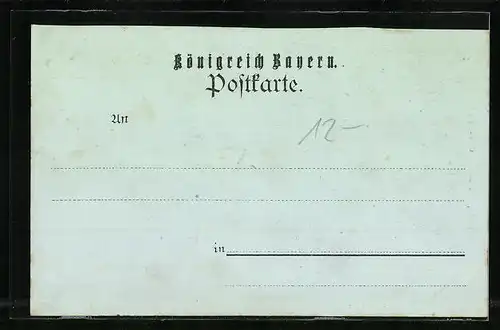 Königreich Bayern.
Postkarte.
An
12-
in